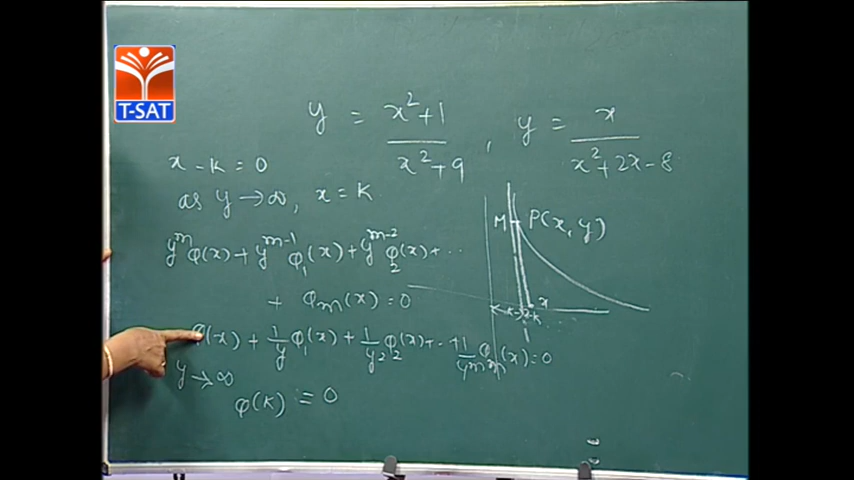 T-SAT
y = x²+1 / x²+9 , y = x / x²+2x-8
x - k = 0
as y → ∞, x = k
M P(x, y)
y^m φ(x) + y^(m-1) φ₁(x) + y^(m-2) φ₂(x) + ...
+ φm(x) = 0
x
φ(x) + 1/y φ₁(x) + 1/y² φ₂(x) + ... + 1/y^m φm(x) = 0
y → ∞
φ(k) = 0